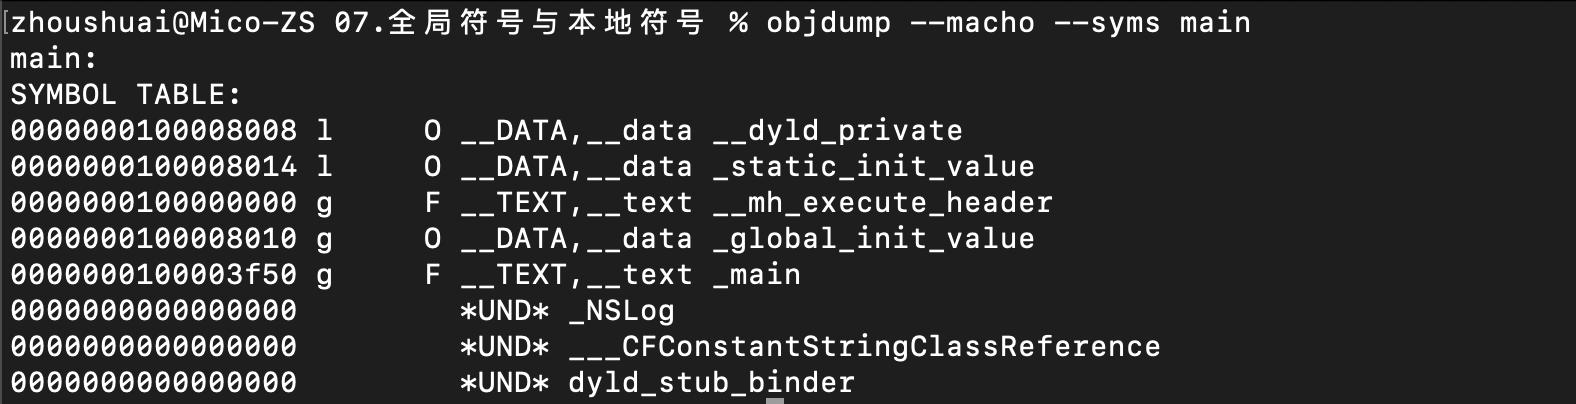 [zhoushuai@Mico-ZS 07.全局符号与本地符号 % objdump --macho --syms main
main:
SYMBOL TABLE:
0000000100008008 l     O __DATA,__data __dyld_private
0000000100008014 l     O __DATA,__data _static_init_value
0000000100000000 g     F __TEXT,__text __mh_execute_header
0000000100008010 g     O __DATA,__data _global_init_value
0000000100003f50 g     F __TEXT,__text _main
0000000000000000         *UND* _NSLog
0000000000000000         *UND* ___CFConstantStringClassReference
0000000000000000         *UND* dyld_stub_binder